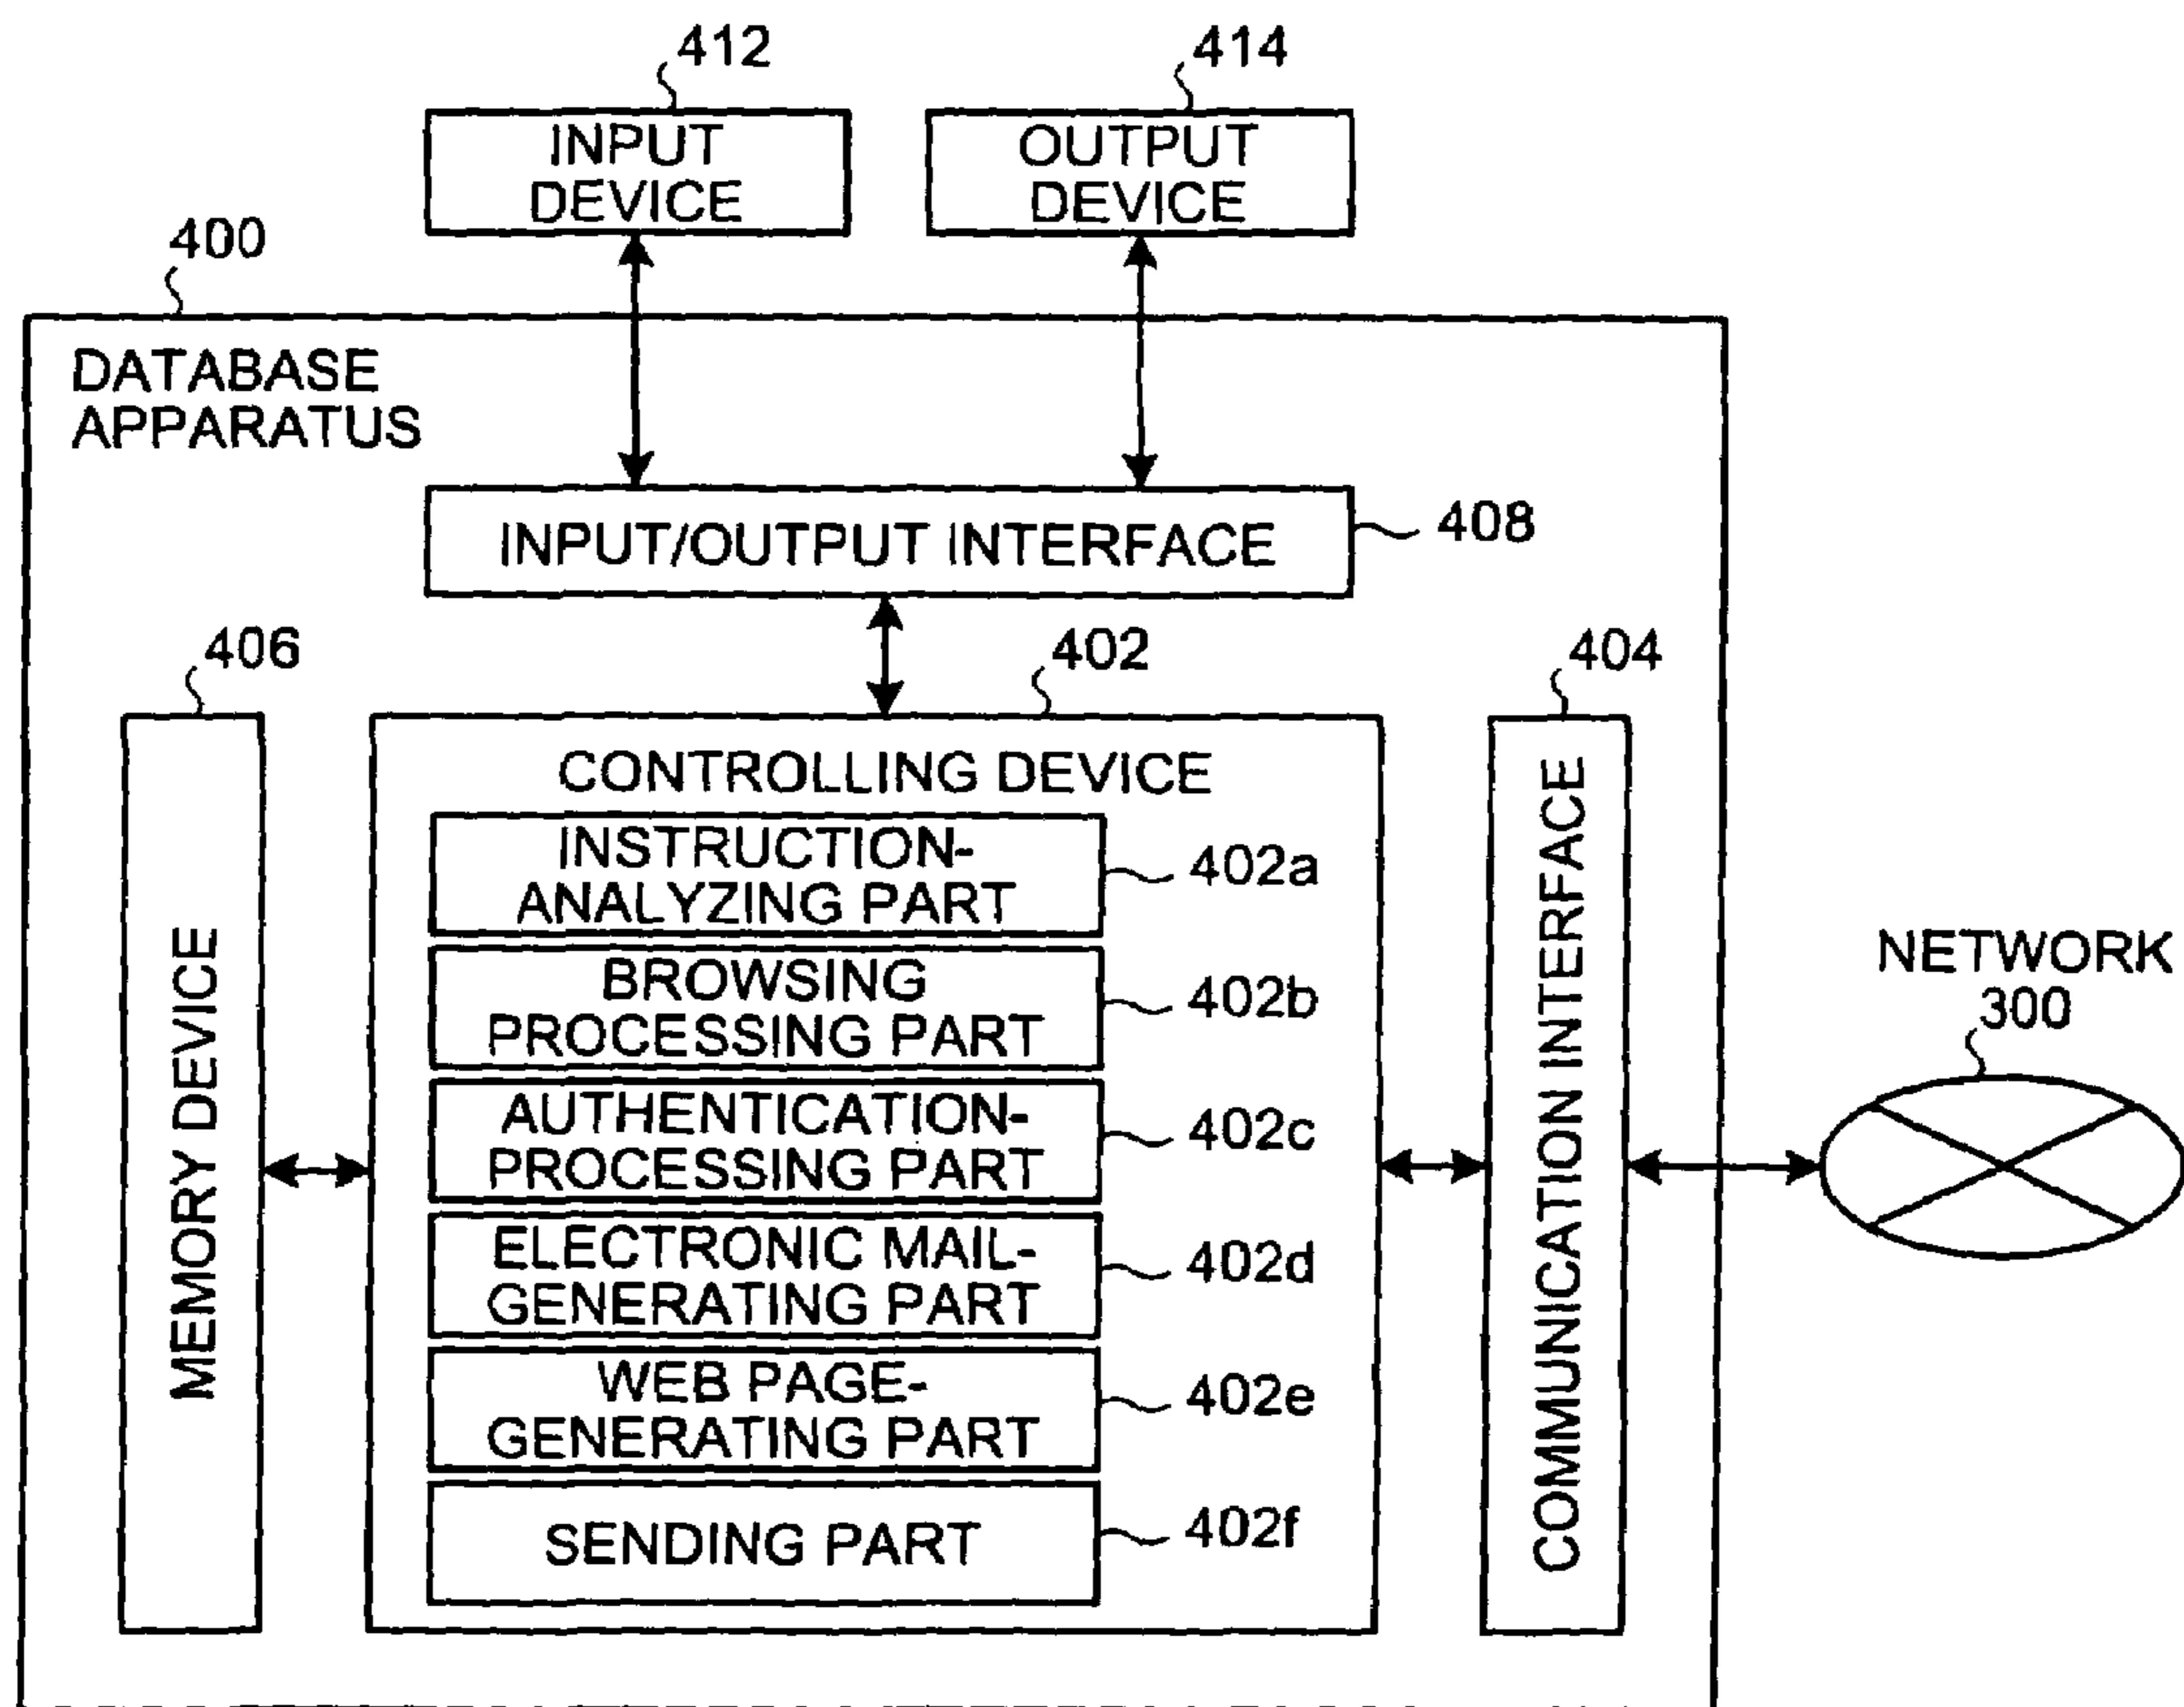 412
414
INPUT
DEVICE
OUTPUT
DEVICE
400
DATABASE
APPARATUS
INPUT/OUTPUT INTERFACE
408
406
402
404
MEMORY DEVICE
CONTROLLING DEVICE
INSTRUCTION-
ANALYZING PART
402a
BROWSING
PROCESSING PART
402b
AUTHENTICATION-
PROCESSING PART
402c
ELECTRONIC MAIL-
GENERATING PART
402d
WEB PAGE-
GENERATING PART
402e
SENDING PART
402f
COMMUNICATION INTERFACE
NETWORK
300